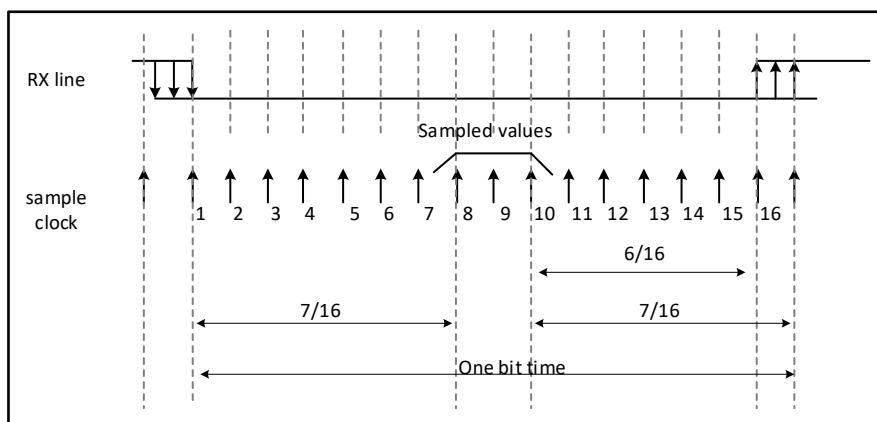 RX line
Sampled values
sample
clock
1 2 3 4 5 6 7 8 9 10 11 12 13 14 15 16
6/16
7/16 7/16
One bit time